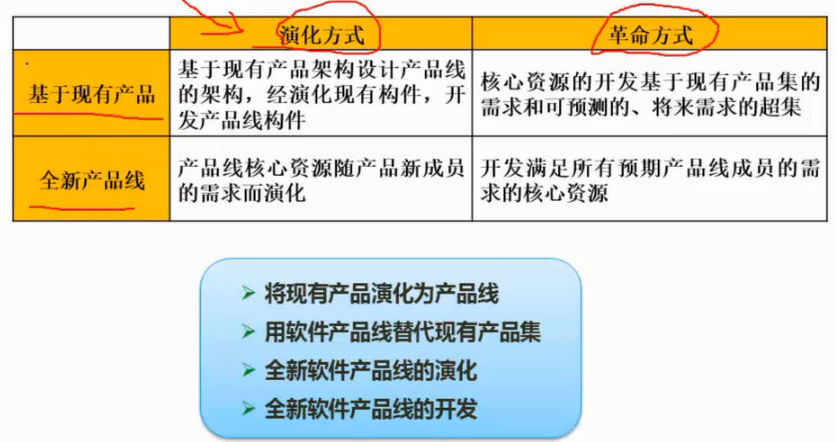 演化方式 革命方式
基于现有产品
基于现有产品架构设计产品线
的架构，经演化现有构件，开
发产品线构件
核心资源的开发基于现有产品集的
需求和可预测的、将来需求的超集
全新产品线
产品线核心资源随产品新成员
的需求而演化
开发满足所有预期产品线成员的需
求的核心资源
将现有产品演化为产品线
用软件产品线替代现有产品集
全新软件产品线的演化
全新软件产品线的开发